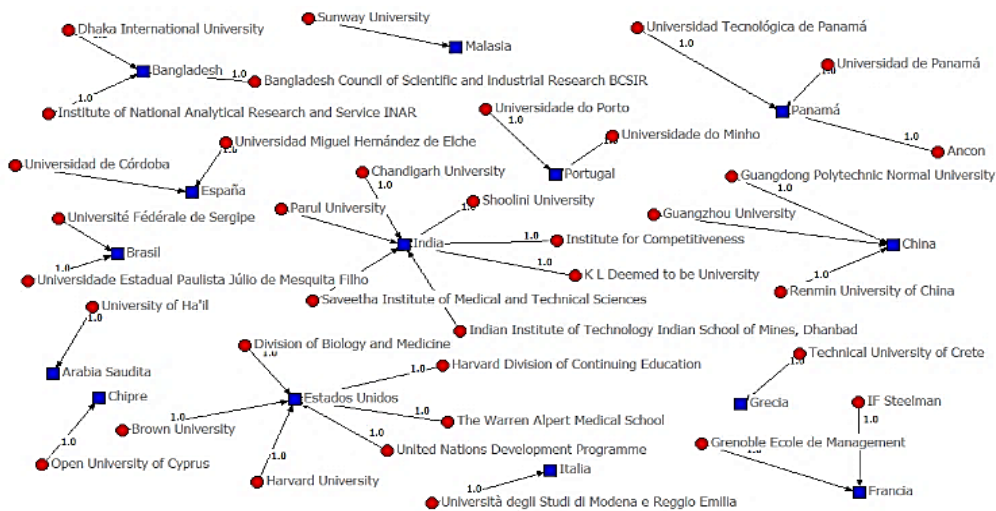 Sunway University
Dhaka International University
Universidad Tecnológica de Panamá
1.0
Malasia
Universidad de Panamá
Bangladesh
1.0
1.0
Bangladesh Council of Scientific and Industrial Research BCSIR
1.0
Institute of National Analytical Research and Service INAR
Universidade do Porto
Panamá
1.0
Universidade do Minho
1.0
Universidad Miguel Hernández de Elche
1.0
Ancon
Universidad de Córdoba
Chandigarh University
Portugal
Guangdong Polytechnic Normal University
1.0
1.0
España
Shoolini University
Parul University
1.0
Université Fédérale de Sergipe
Guangzhou University
India
1.0
Institute for Competitiveness
China
Brasil
1.0
1.0
K L Deemed to be University
Universidade Estadual Paulista Júlio de Mesquita Filho
1.0
Renmin University of China
Saveetha Institute of Medical and Technical Sciences
University of Ha'il
1.0
Indian Institute of Technology Indian School of Mines, Dhanbad
Division of Biology and Medicine
1.0
Technical University of Crete
1.0
Harvard Division of Continuing Education
1.0
Arabia Saudita
Chipre
Estados Unidos
Grecia
IF Steelman
1.0
1.0
The Warren Alpert Medical School
1.0
Brown University
1.0
United Nations Development Programme
Grenoble Ecole de Management
1.0
Open University of Cyprus
1.0
Harvard University
Italia
1.0
Francia
Università degli Studi di Modena e Reggio Emilia